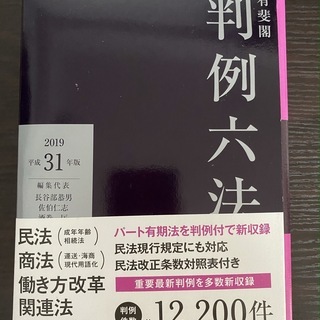 有斐閣
判例六法
2019
平成31年版
編集代表
長谷部恭男
佐伯仁志
民法 (成年年齢 相続法)
商法 (運送・海商 現代用語化)
働き方改革
関連法
パート有期法を判例付で新収録
民法現行規定にも対応
民法改正条数対照表付き
重要最新判例を多数新収録
判例
12,200件